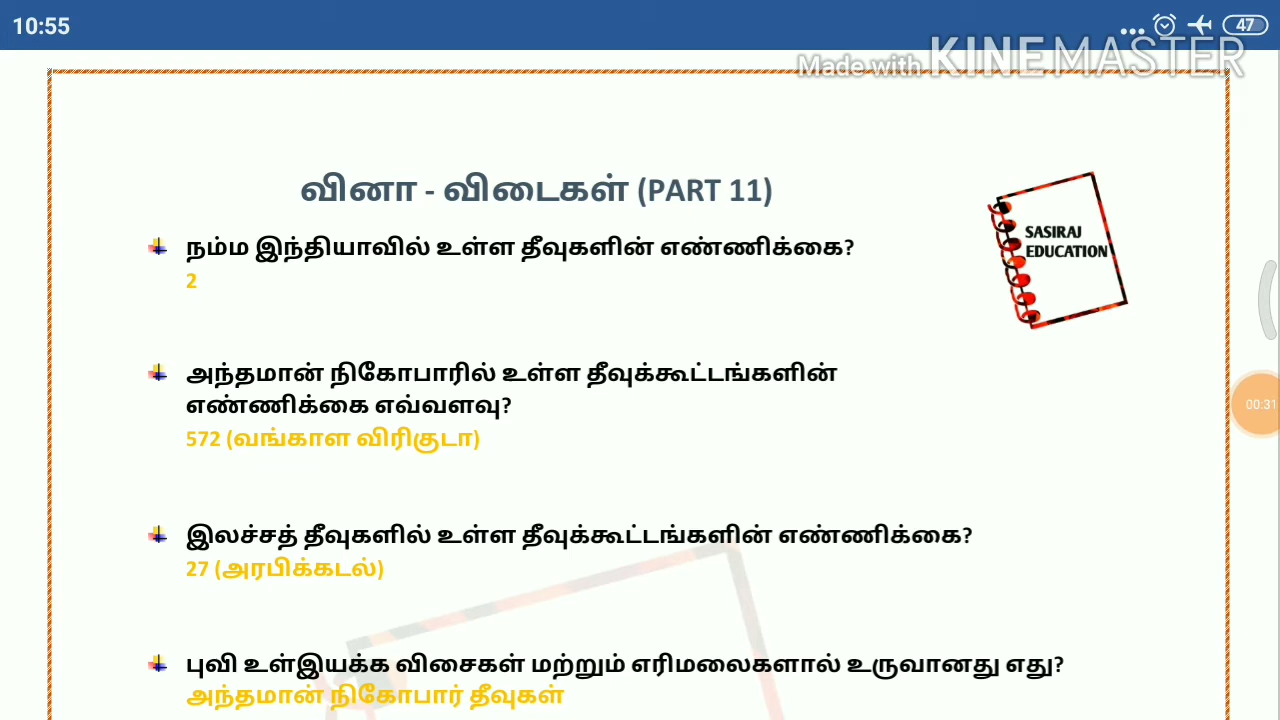 10:55
47
Made with KINEMASTER
வினா - விடைகள் (PART 11)
SASIRAJ
EDUCATION
நம்ம இந்தியாவில் உள்ள தீவுகளின் எண்ணிக்கை?
2
அந்தமான் நிகோபாரில் உள்ள தீவுக்கூட்டங்களின்
எண்ணிக்கை எவ்வளவு?
572 (வங்காள விரிகுடா)
00:31
இலச்சத் தீவுகளில் உள்ள தீவுக்கூட்டங்களின் எண்ணிக்கை?
27 (அரபிக்கடல்)
புவி உள்இயக்க விசைகள் மற்றும் எரிமலைகளால் உருவானது எது?
அந்தமான் நிகோபார் தீவுகள்